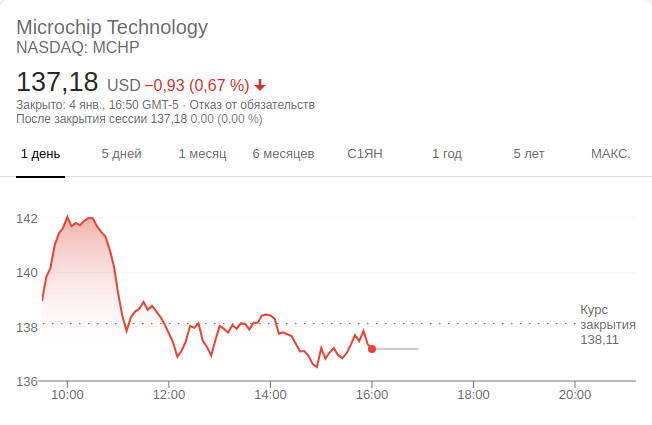 Microchip Technology
NASDAQ: MCHP
137,18 USD −0,93 (0,67 %)
Закрыто: 4 янв., 16:50 GMT-5 · Отказ от обязательств
После закрытия сессии 137,18 0,00 (0,00 %)
1 день 5 дней 1 месяц 6 месяцев С1ЯН 1 год 5 лет МАКС.
142
140
138
136
Курс
закрытия
138,11
10:00 12:00 14:00 16:00 18:00 20:00